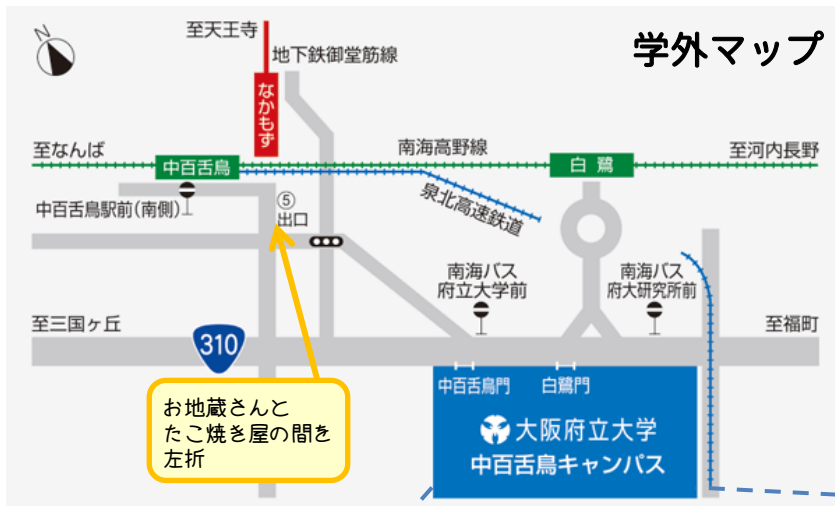 N
至天王寺
地下鉄御堂筋線
学外マップ
なかもず
至なんば
中百舌鳥
南海高野線
白鷺
至河内長野
泉北高速鉄道
中百舌鳥駅前(南側)
⑤
出口
南海バス
府立大学前
南海バス
府大研究所前
至三国ヶ丘
310
至福町
お地蔵さんと
たこ焼き屋の間を
左折
中百舌鳥門
白鷺門
大阪府立大学
中百舌鳥キャンパス